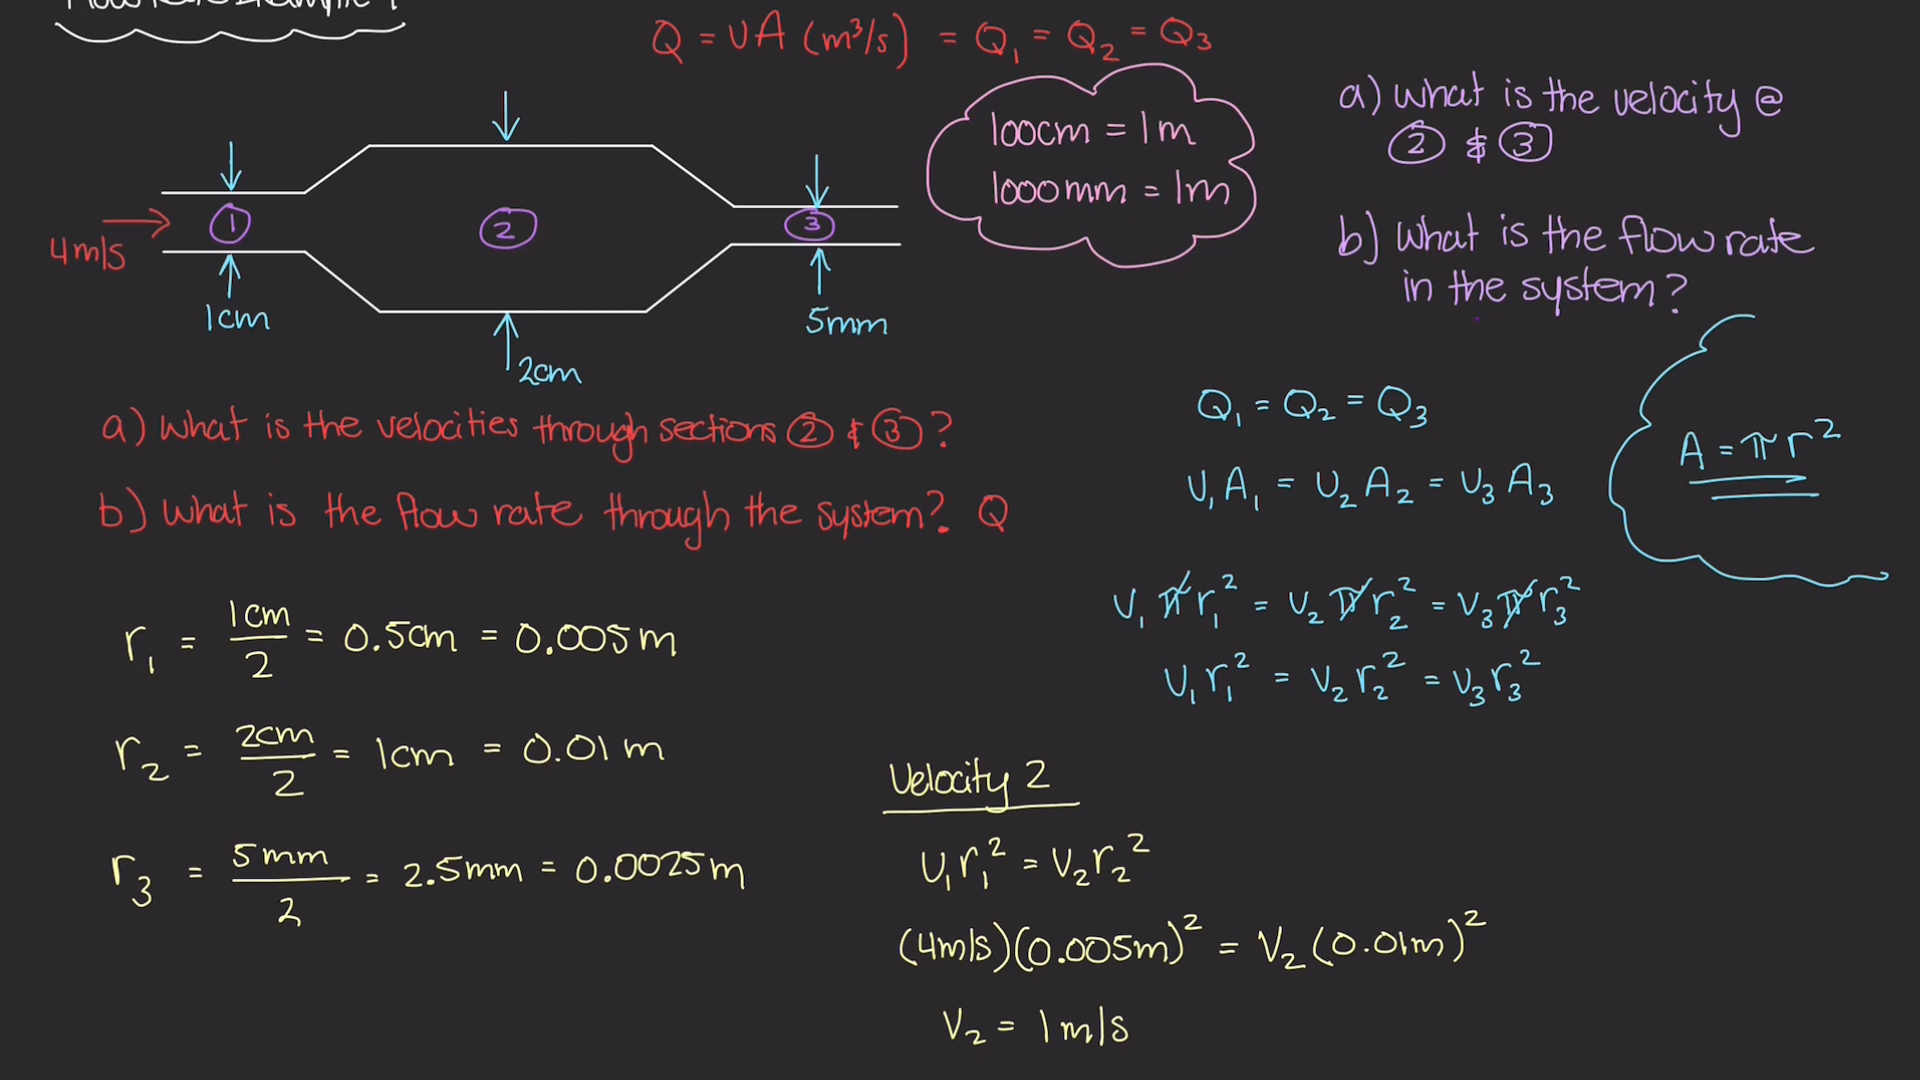 Q = VA (m³/s) = Q₁ = Q₂ = Q₃
100cm = 1m
1000mm = 1m
a) What is the velocity @
② & ③
b) What is the flow rate
in the system?
4m/s
①
②
③
1cm
2cm
5mm
a) What is the velocities through sections ② & ③?
b) What is the flow rate through the system? Q
Q₁ = Q₂ = Q₃
V₁A₁ = V₂A₂ = V₃A₃
A = πr²
V₁πr₁² = V₂πr₂² = V₃πr₃²
V₁r₁² = V₂r₂² = V₃r₃²
r₁ = 1cm/2 = 0.5cm = 0.005m
r₂ = 2cm/2 = 1cm = 0.01m
r₃ = 5mm/2 = 2.5mm = 0.0025m
Velocity 2
V₁r₁² = V₂r₂²
(4m/s)(0.005m)² = V₂(0.01m)²
V₂ = 1m/s